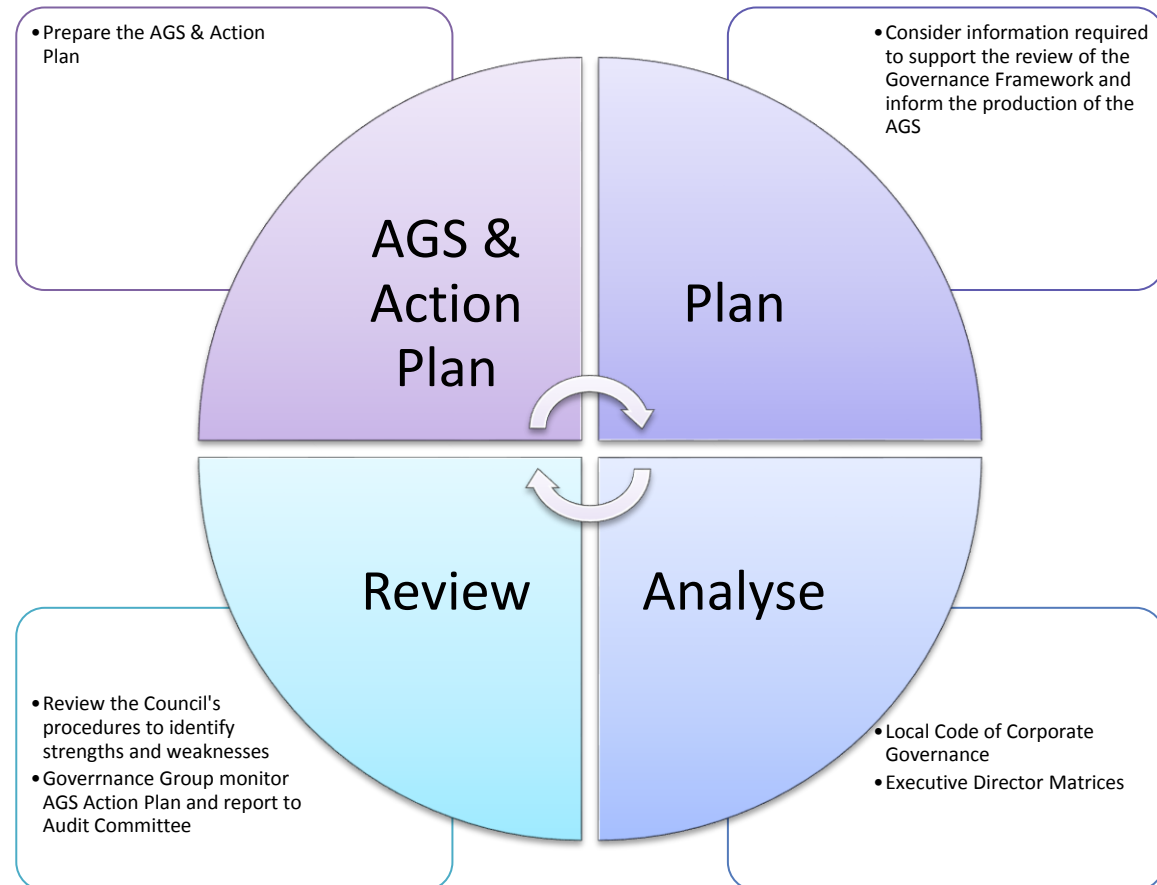 •Prepare the AGS & Action
Plan
•Consider information required
to support the review of the
Governance Framework and
inform the production of the
AGS
AGS &
Action
Plan
Plan
Review
Analyse
•Review the Council's
procedures to identify
strengths and weaknesses
•Goverrnance Group monitor
AGS Action Plan and report to
Audit Committee
•Local Code of Corporate
Governance
•Executive Director Matrices